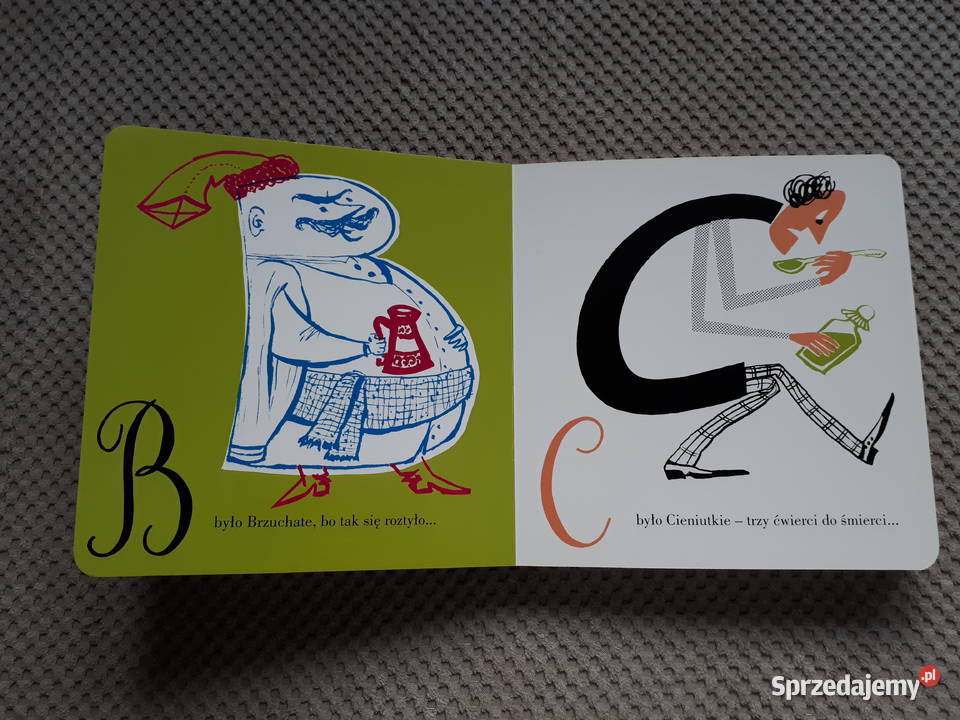 B
było Brzuchate, bo tak się roztyło...
C
było Cieniutkie – trzy ćwierci do śmierci...
Sprzedajemy.pl